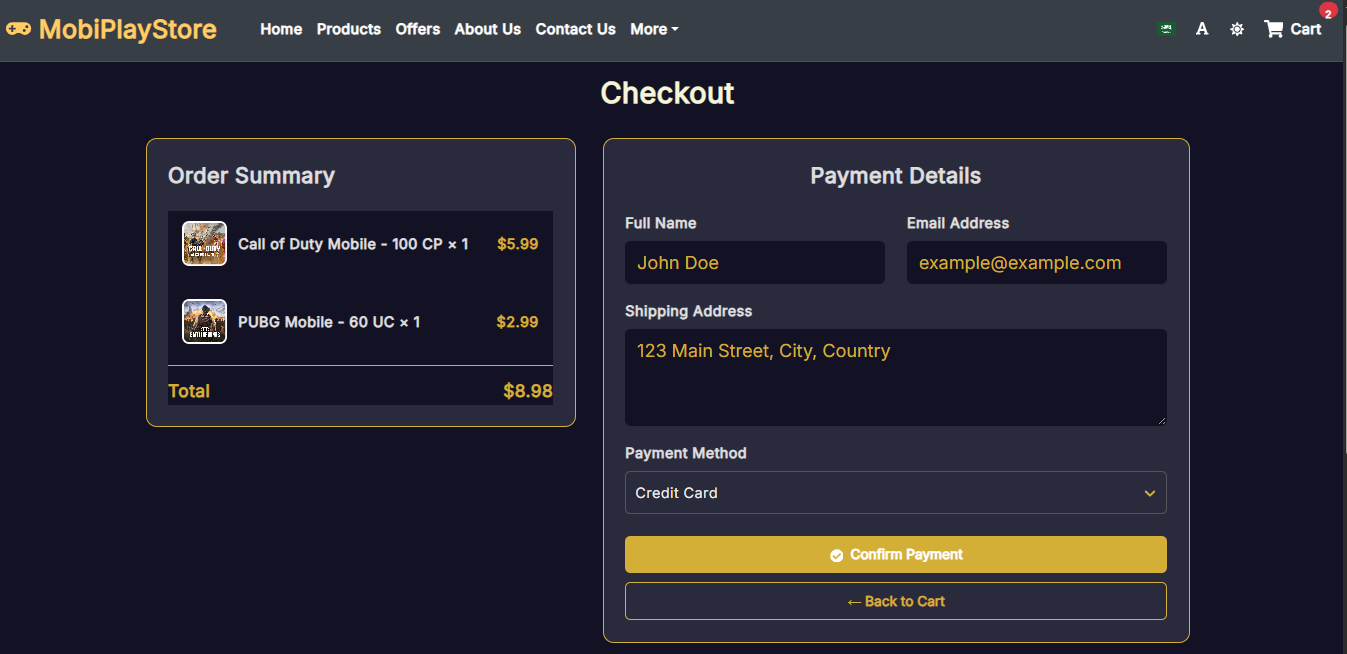 MobiPlayStore
Home Products Offers About Us Contact Us More
A
Cart 2
Checkout
Order Summary
Call of Duty Mobile - 100 CP × 1 $5.99
PUBG Mobile - 60 UC × 1 $2.99
Total $8.98
Payment Details
Full Name Email Address
John Doe example@example.com
Shipping Address
123 Main Street, City, Country
Payment Method
Credit Card
Confirm Payment
← Back to Cart